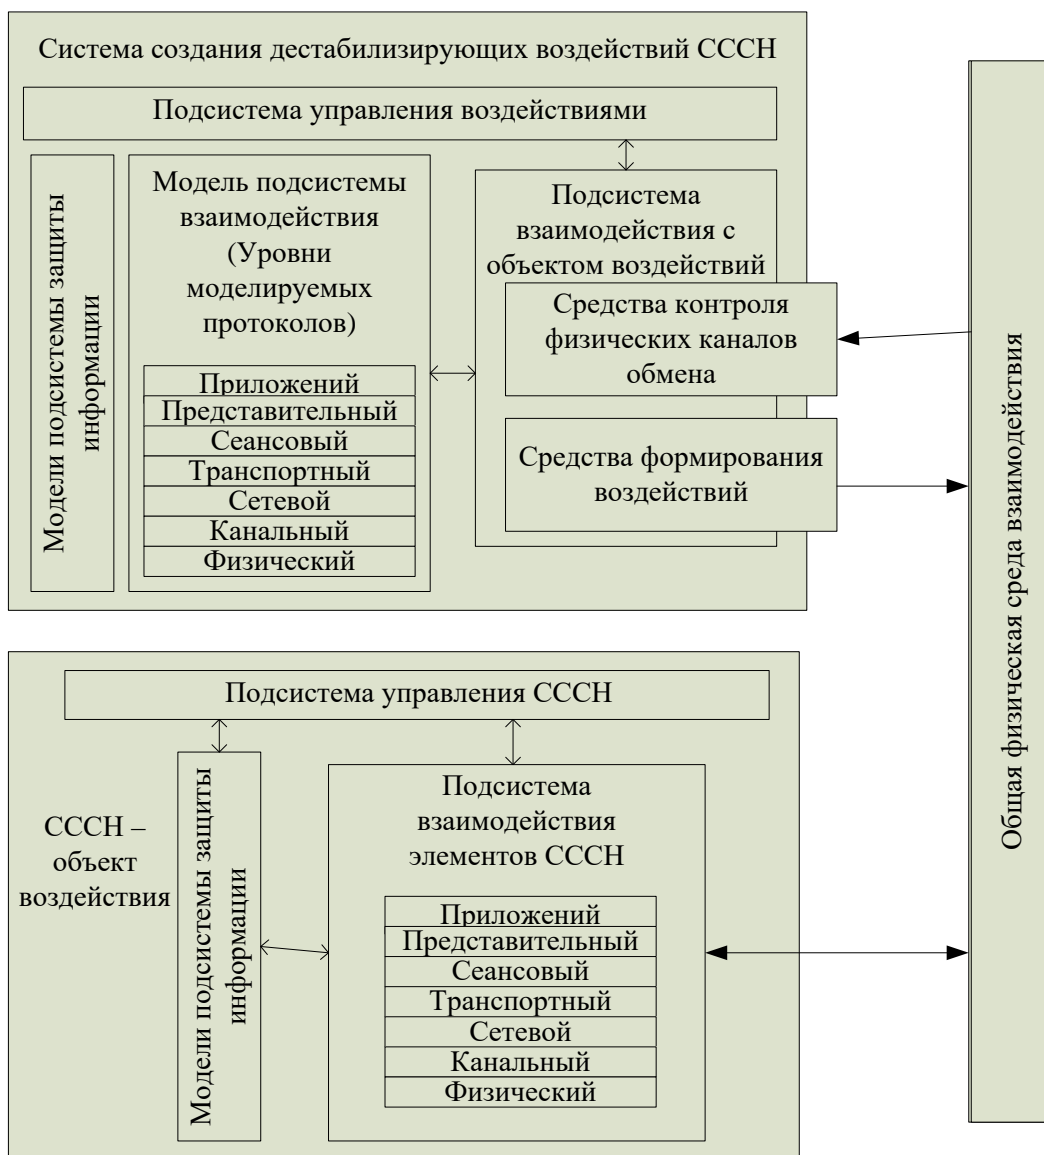 Система создания дестабилизирующих воздействий СССН
Подсистема управления воздействиями
Модели подсистемы защиты
информации
Модель подсистемы
взаимодействия
(Уровни
моделируемых
протоколов)
Приложений
Представительный
Сеансовый
Транспортный
Сетевой
Канальный
Физический
Подсистема
взаимодействия с
объектом воздействий
Средства контроля
физических каналов
обмена
Средства формирования
воздействий
Общая физическая среда взаимодействия
Подсистема управления СССН
СССН –
объект
воздействия
Модели подсистемы защиты
информации
Подсистема
взаимодействия
элементов СССН
Приложений
Представительный
Сеансовый
Транспортный
Сетевой
Канальный
Физический